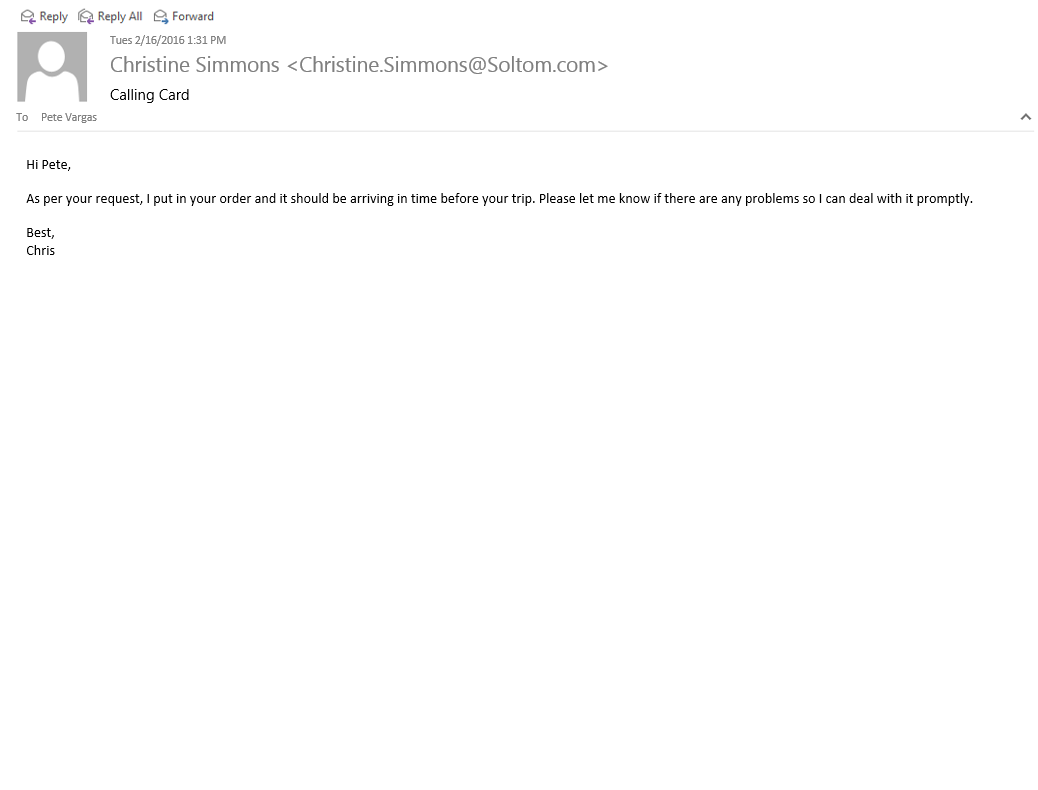 Reply Reply All Forward
Tues 2/16/2016 1:31 PM
Christine Simmons <Christine.Simmons@Soltom.com>
Calling Card
To Pete Vargas
Hi Pete,
As per your request, I put in your order and it should be arriving in time before your trip. Please let me know if there are any problems so I can deal with it promptly.
Best,
Chris